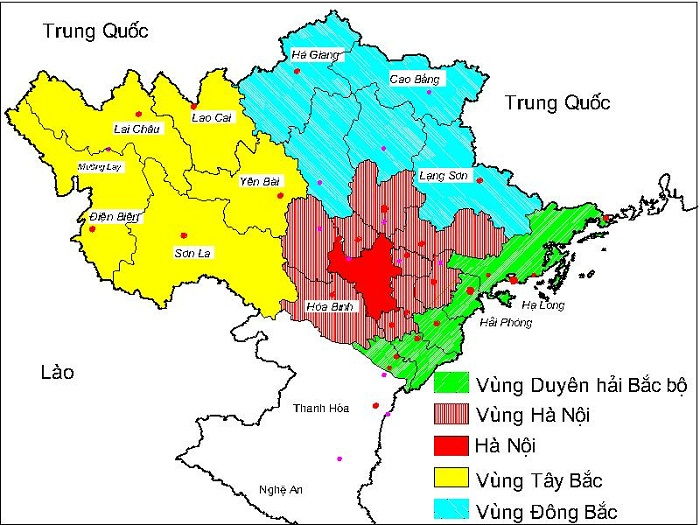 Trung Quốc
Hà Giang
Cao Bằng
Trung Quốc
Lao Cai
Lai Châu
Mường Lay
Yên Bài
Lạng Sơn
Điện Biên
Sơn La
Hòa Bình
Hạ Long
Hải Phòng
Lào
Vùng Duyên hải Bắc bộ
Thanh Hóa
Vùng Hà Nội
Hà Nội
Vùng Tây Bắc
Nghệ An
Vùng Đông Bắc